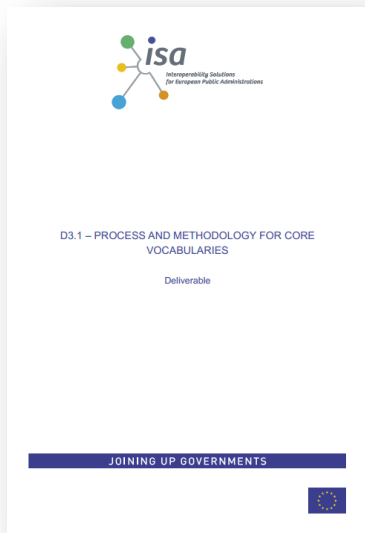 isa
Interoperability Solutions
for European Public Administrations
D3.1 – PROCESS AND METHODOLOGY FOR CORE
VOCABULARIES
Deliverable
JOINING UP GOVERNMENTS